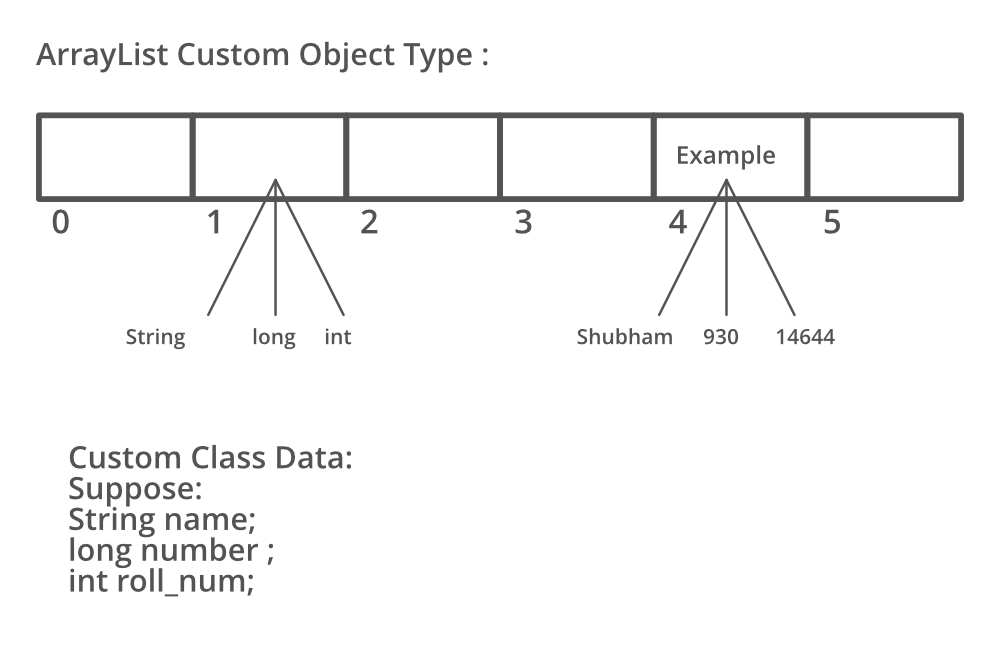 ArrayList Custom Object Type :
Example
0 1 2 3 4 5
String long int Shubham 930 14644
Custom Class Data:
Suppose:
String name;
long number ;
int roll_num;